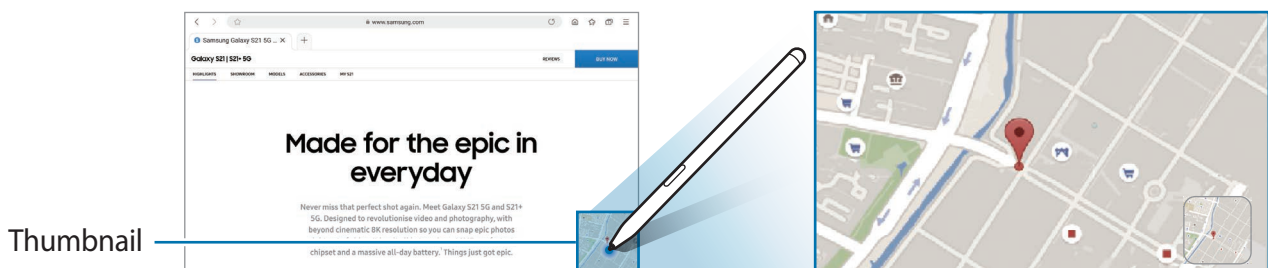 www.samsung.com
Samsung Galaxy S21 5G ... X +
Galaxy S21 | S21+ 5G
REVIEWS
BUY NOW
HIGHLIGHTS SHOWROOM MODELS ACCESSORIES MY S21
Made for the epic in
everyday
Never miss that perfect shot again. Meet Galaxy S21 5G and S21+
5G. Designed to revolutionise video and photography, with
beyond cinematic 8K resolution so you can snap epic photos
chipset and a massive all-day battery. Things just got epic.
Thumbnail